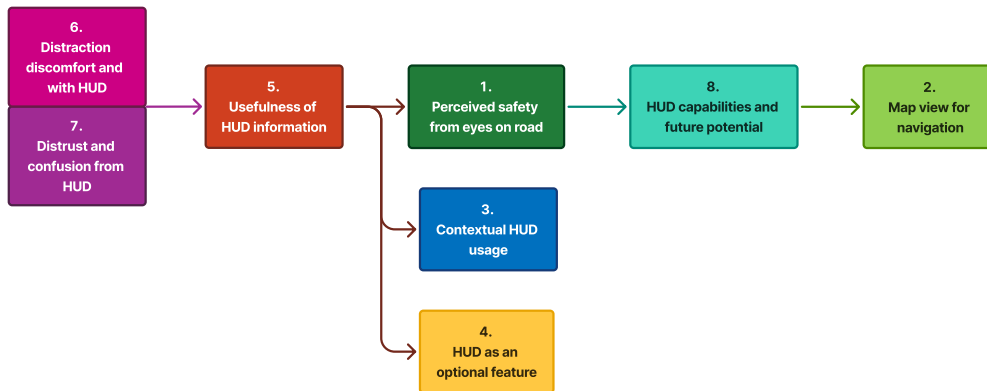 6.
Distraction
discomfort and
with HUD
7.
Distrust and
confusion from
HUD
5.
Usefulness of
HUD information
1.
Perceived safety
from eyes on road
8.
HUD capabilities and
future potential
2.
Map view for
navigation
3.
Contextual HUD
usage
4.
HUD as an
optional feature